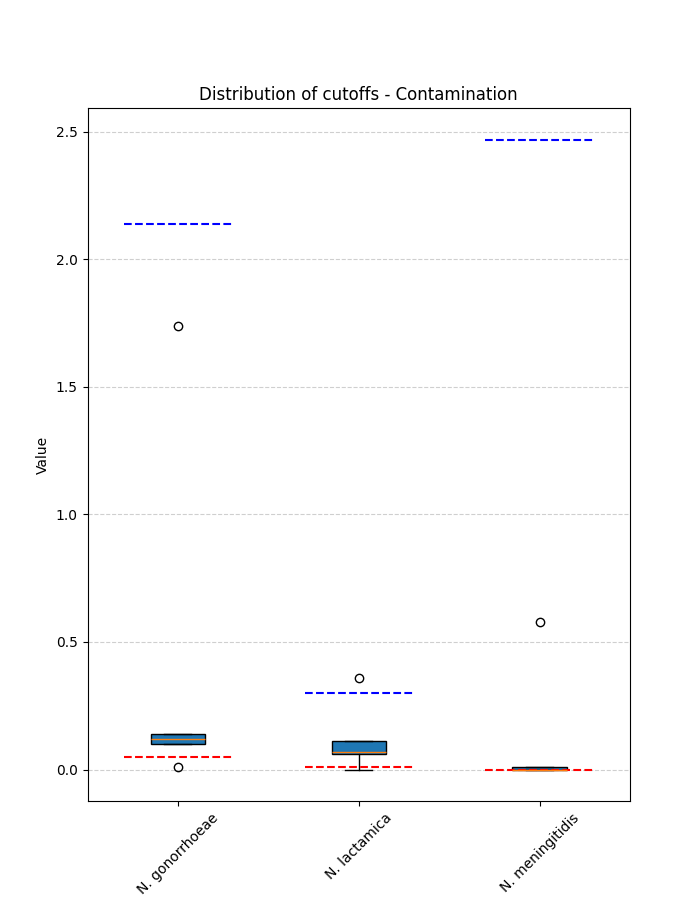 Distribution of cutoffs - Contamination
2.5
2.0
1.5
1.0
0.5
0.0
Value
N. gonorrhoeae
N. lactamica
N. meningitidis